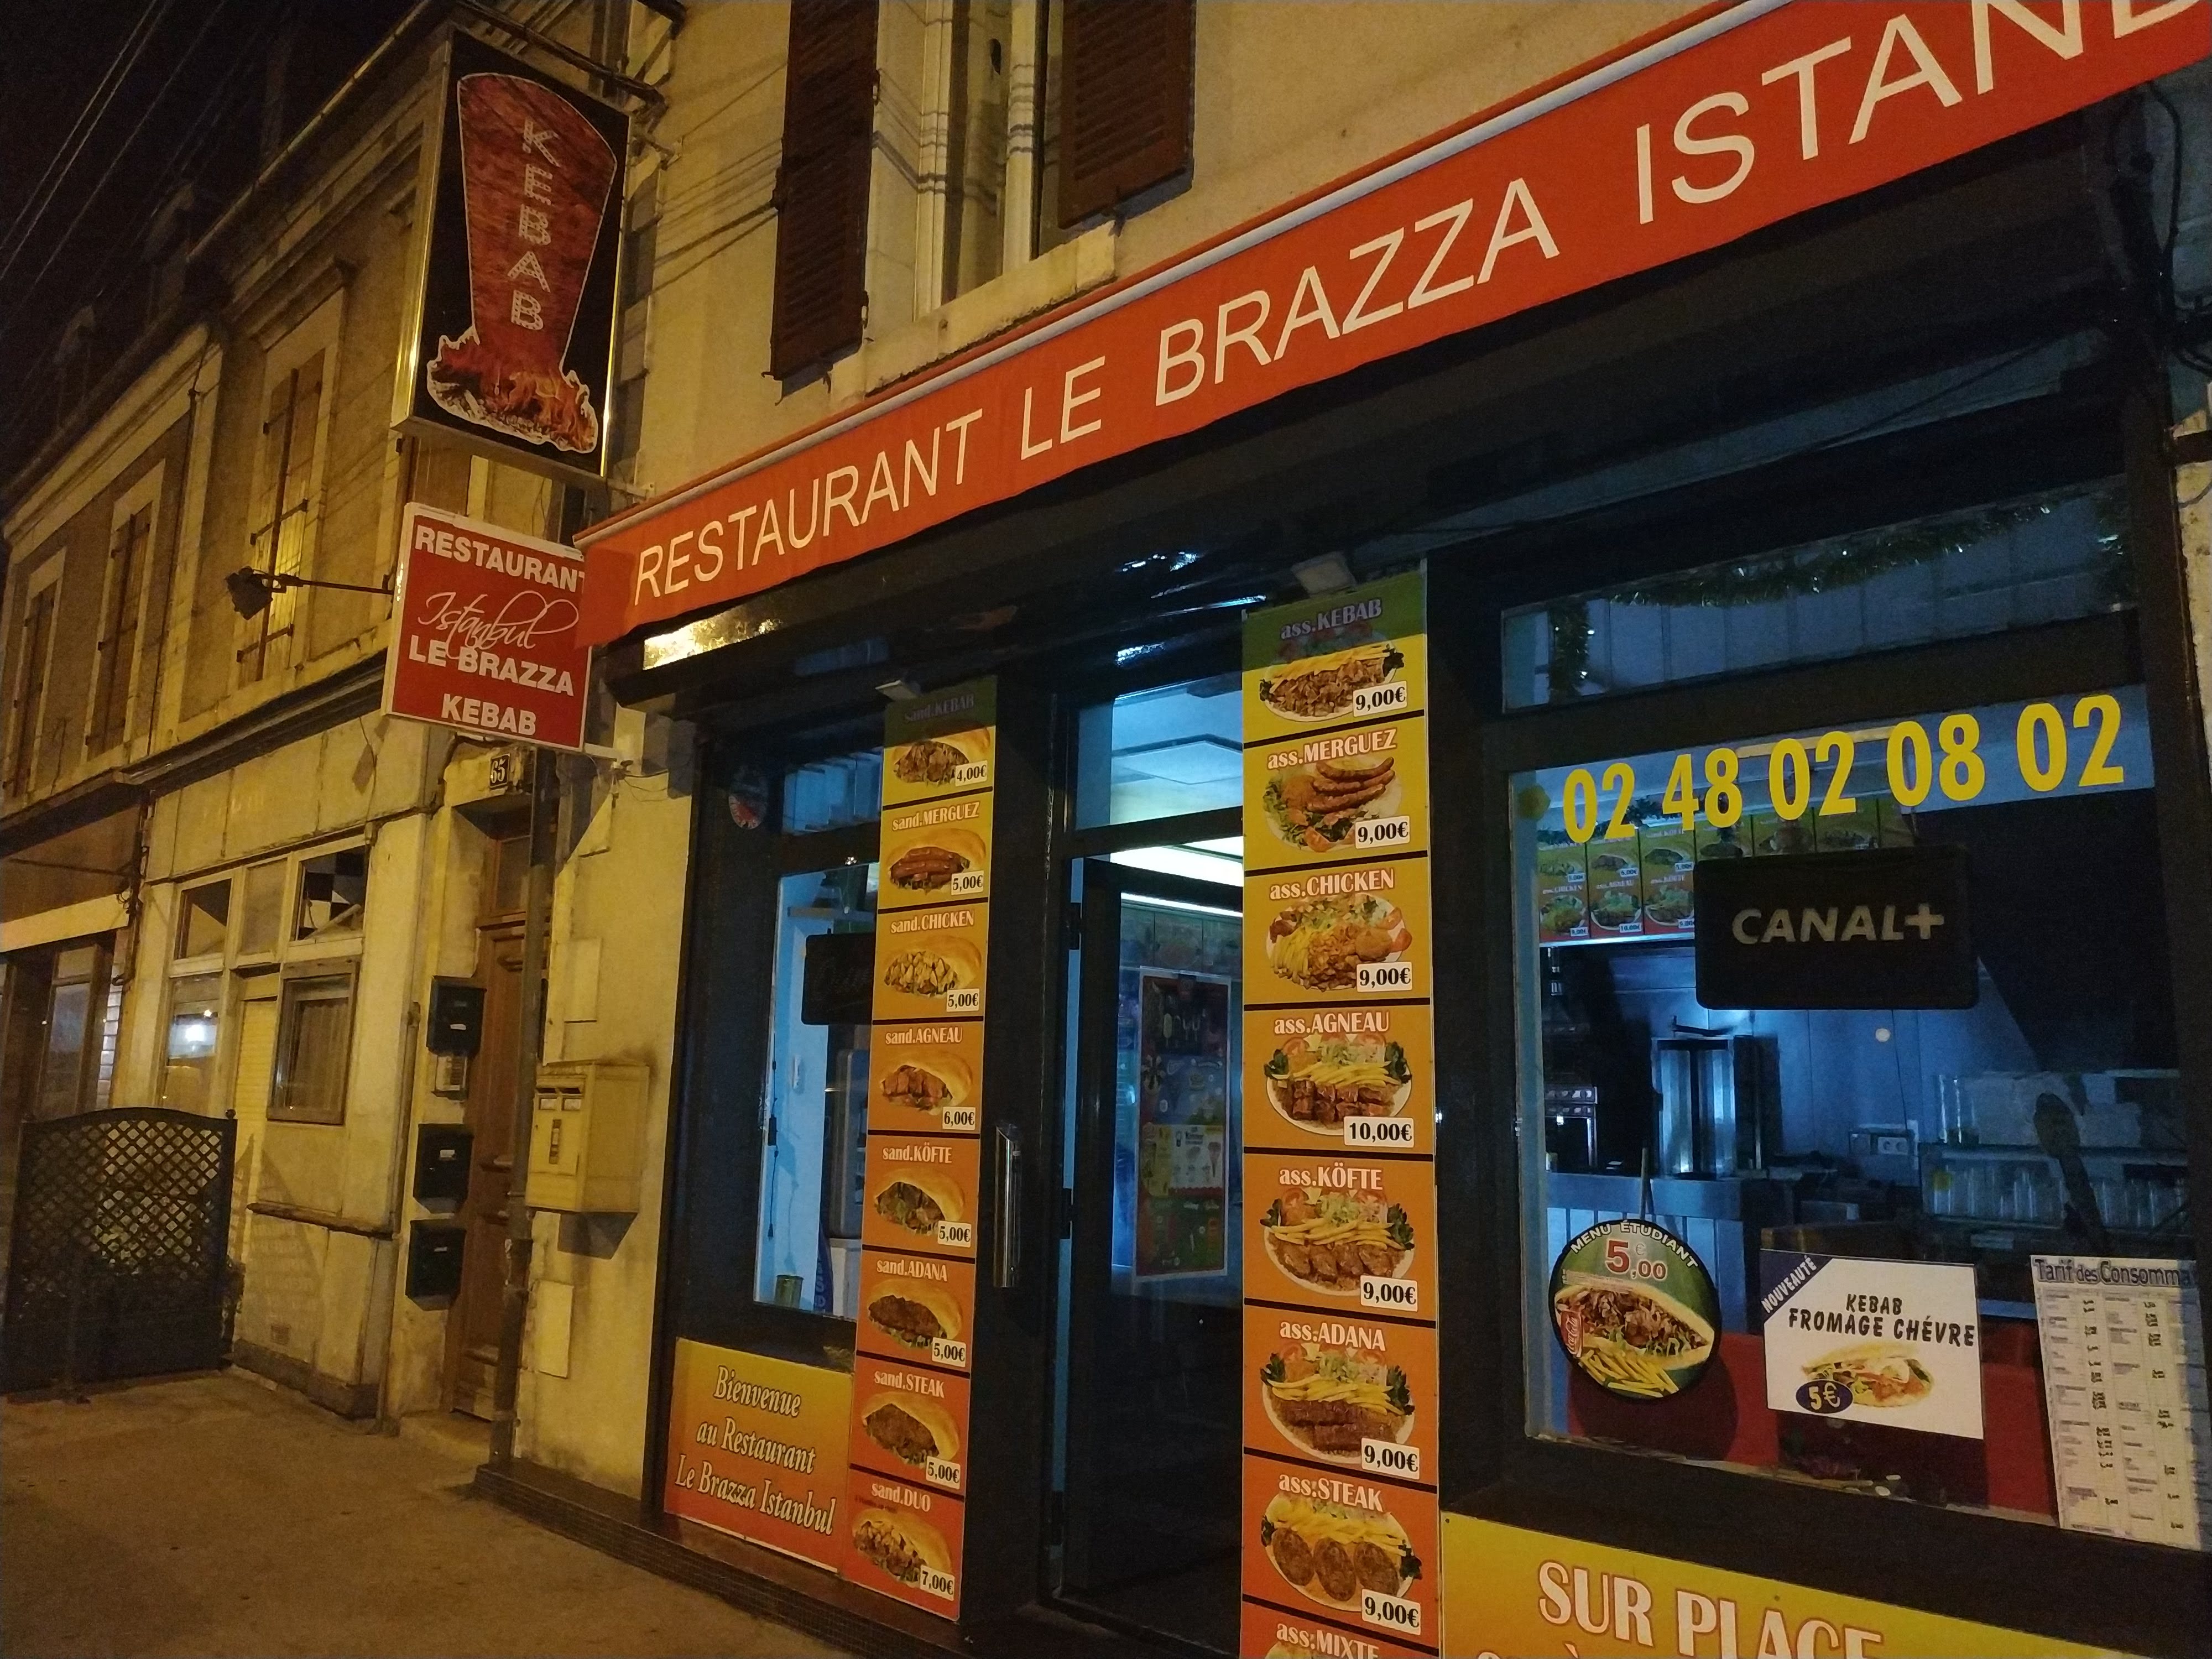 KEBAB
RESTAURANT
Istanbul
LE BRAZZA
KEBAB
65
RESTAURANT LE BRAZZA ISTAN
sand.KEBAB
4,00€
sand.MERGUEZ
5,00€
sand.CHICKEN
5,00€
sand.AGNEAU
6,00€
sand.KÖFTE
5,00€
sand.ADANA
5,00€
sand.STEAK
5,00€
sand.DUO
7,00€
Bienvenue
au Restaurant
Le Brazza Istanbul
ass.KEBAB
9,00€
ass.MERGUEZ
9,00€
ass.CHICKEN
9,00€
ass.AGNEAU
10,00€
ass.KÖFTE
9,00€
ass.ADANA
9,00€
ass.STEAK
9,00€
ass.MIXTE
02 48 02 08 02
CANAL+
MENU ÉTUDIANT
5€,00
NOUVEAUTÉ
KEBAB
FROMAGE CHÉVRE
5€
Tarif des Consomma
SUR PLACE